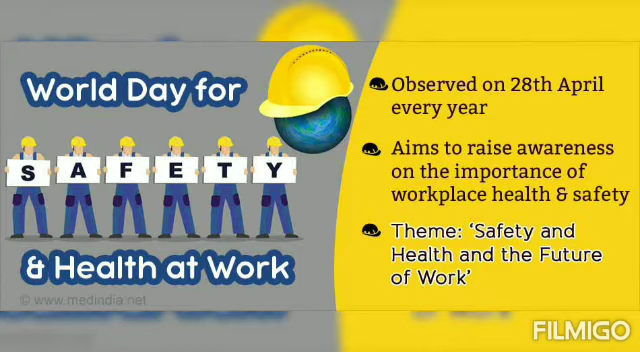 World Day for
S A F E T Y
& Health at Work
© www.medindia.net
Observed on 28th April
every year
Aims to raise awareness
on the importance of
workplace health & safety
Theme: ‘Safety and
Health and the Future
of Work’
FILMIGO